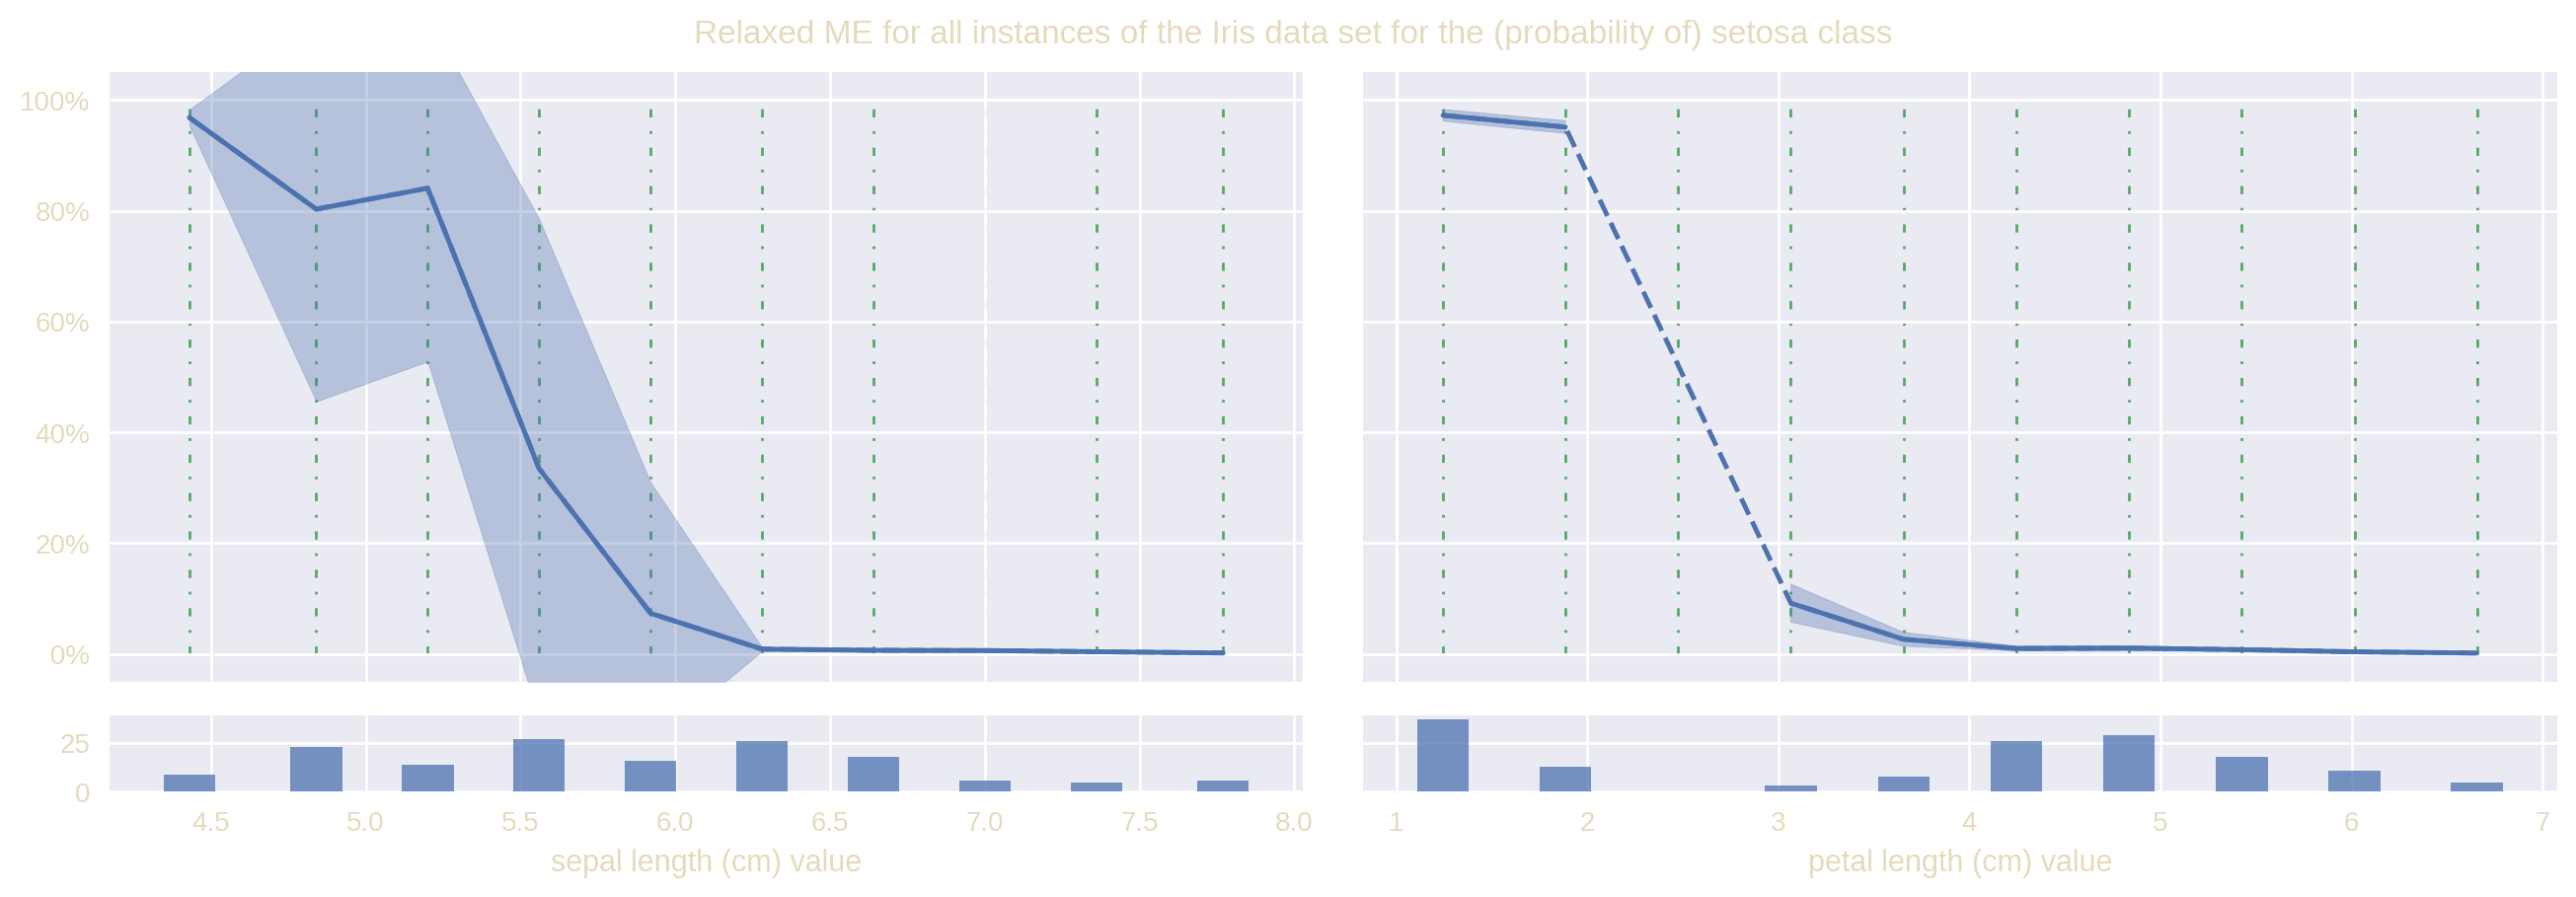 Relaxed ME for all instances of the Iris data set for the (probability of) setosa class
100%
80%
60%
40%
20%
0%
25
0
4.5 5.0 5.5 6.0 6.5 7.0 7.5 8.0
sepal length (cm) value
1 2 3 4 5 6 7
petal length (cm) value